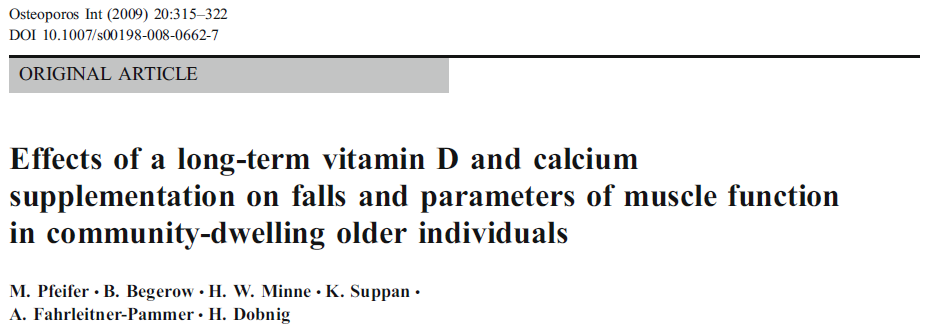 Osteoporos Int (2009) 20:315–322
DOI 10.1007/s00198-008-0662-7
ORIGINAL ARTICLE
Effects of a long-term vitamin D and calcium
supplementation on falls and parameters of muscle function
in community-dwelling older individuals
M. Pfeifer · B. Begerow · H. W. Minne · K. Suppan ·
A. Fahrleitner-Pammer · H. Dobnig